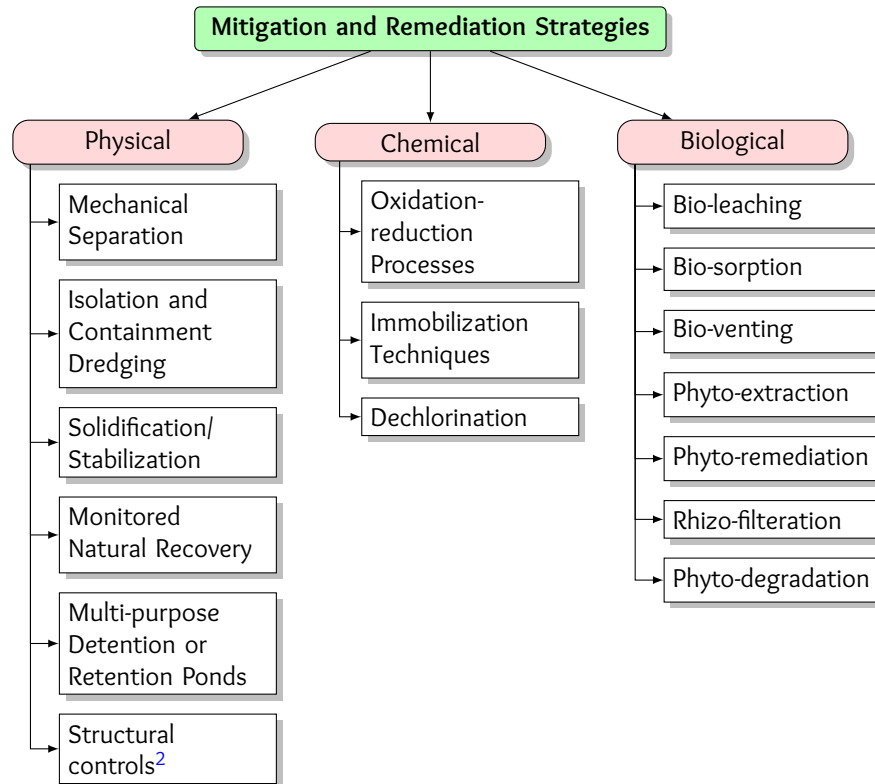 Mitigation and Remediation Strategies
Physical
Mechanical
Separation
Isolation and
Containment
Dredging
Solidification/
Stabilization
Monitored
Natural Recovery
Multi-purpose
Detention or
Retention Ponds
Structural
controls2
Chemical
Oxidation-
reduction
Processes
Immobilization
Techniques
Dechlorination
Biological
Bio-leaching
Bio-sorption
Bio-venting
Phyto-extraction
Phyto-remediation
Rhizo-filteration
Phyto-degradation